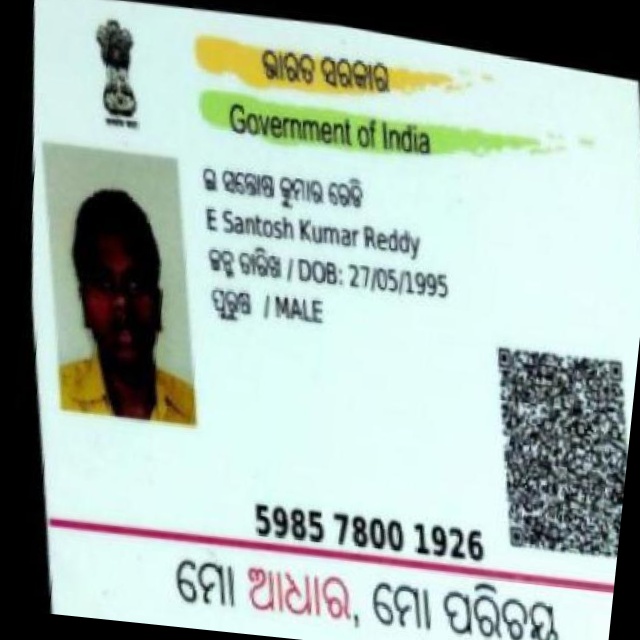 ଭାରତ ସରକାର
Government of India
ଇ ସନ୍ତୋଷ କୁମାର ରେଡି
E Santosh Kumar Reddy
ଜନ୍ମ ତାରିଖ / DOB: 27/05/1995
ପୁରୁଷ / MALE
5985 7800 1926
ମୋ ଆଧାର, ମୋ ପରିଚୟ